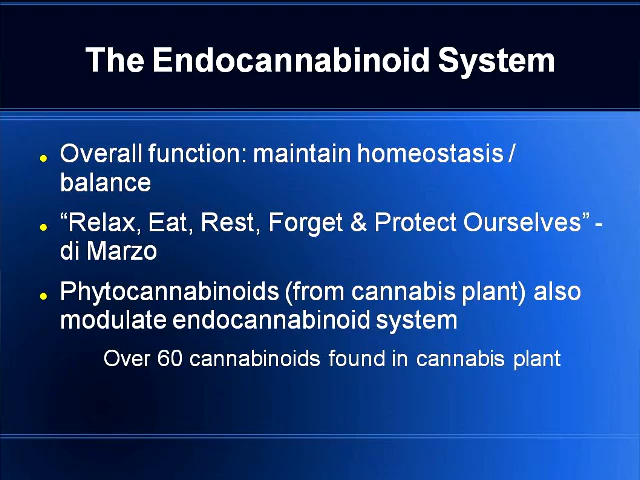 The Endocannabinoid System
Overall function: maintain homeostasis /
balance
“Relax, Eat, Rest, Forget & Protect Ourselves” -
di Marzo
Phytocannabinoids (from cannabis plant) also
modulate endocannabinoid system
Over 60 cannabinoids found in cannabis plant